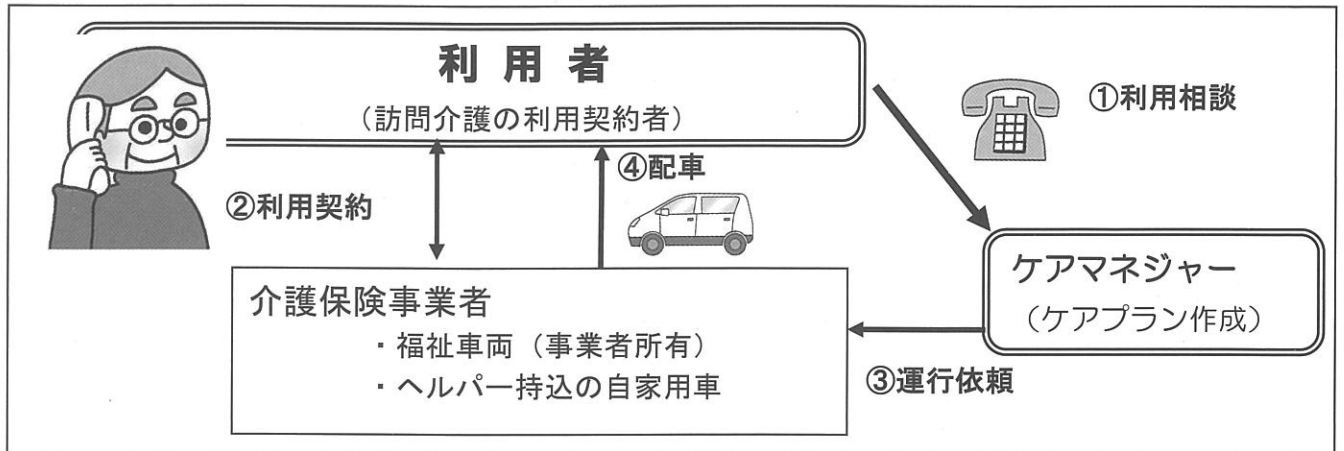 利用者
(訪問介護の利用契約者)
①利用相談
④配車
②利用契約
ケアマネジャー
(ケアプラン作成)
介護保険事業者
・福祉車両(事業者所有)
・ヘルパー持込の自家用車
③運行依頼